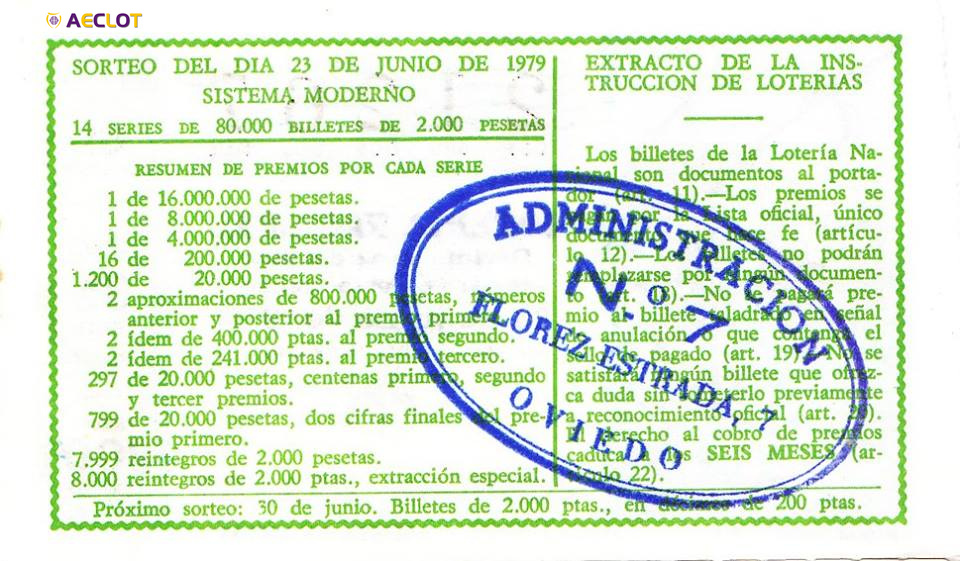 AECLOT
SORTEO DEL DIA 23 DE JUNIO DE 1979
SISTEMA MODERNO
14 SERIES DE 80.000 BILLETES DE 2.000 PESETAS
RESUMEN DE PREMIOS POR CADA SERIE
1 de 16.000.000 de pesetas.
1 de 8.000.000 de pesetas.
1 de 4.000.000 de pesetas.
16 de 200.000 pesetas.
1.200 de 20.000 pesetas.
2 aproximaciones de 800.000 pesetas, números
anterior y posterior al premio primero.
2 ídem de 400.000 ptas. al premio segundo.
2 ídem de 241.000 ptas. al premio tercero.
297 de 20.000 pesetas, centenas primero, segundo
y tercer premios.
799 de 20.000 pesetas, dos cifras finales del pre-
mio primero.
7.999 reintegros de 2.000 pesetas.
8.000 reintegros de 2.000 ptas., extracción especial.
EXTRACTO DE LA INS-
TRUCCION DE LOTERIAS
Los billetes de la Lotería Na-
cional son documentos al porta-
dor (art. 11).—Los premios se
pagan por la lista oficial, único
documento que hace fe (artícu-
lo 12).—Los billetes no podrán
emplazarse por ningún documen-
to (art. 18).—No se pagará pre-
mio al billete taladrado en señal
de anulación o que contenga el
sello de pagado (art. 19).—No se
satisfará ningún billete que ofrez-
ca duda sin someterlo previamente
a reconocimiento oficial (art.
El derecho al cobro de premios
caduca a los SEIS MESES (ar-
tículo 22).
Próximo sorteo: 30 de junio. Billetes de 2.000 ptas., en décimos de 200 ptas.
ADMINISTRACION
N.º 7
FLOREZ ESTRADA, 7
OVIEDO